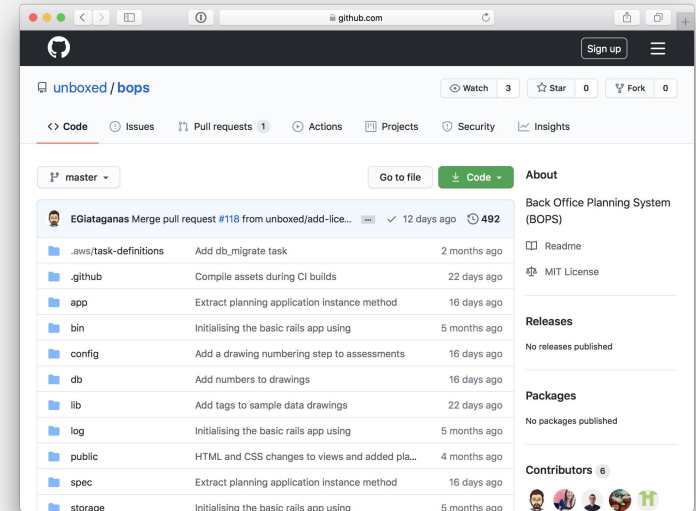 github.com
Sign up
unboxed / bops
Watch 3
Star 0
Fork 0
Code
Issues
Pull requests 1
Actions
Projects
Security
Insights
master
Go to file
Code
EGiataganas Merge pull request #118 from unboxed/add-lice... ... 12 days ago 492
.aws/task-definitions Add db_migrate task 2 months ago
.github Compile assets during CI builds 22 days ago
app Extract planning application instance method 16 days ago
bin Initialising the basic rails app using 5 months ago
config Add a drawing numbering step to assessments 16 days ago
db Add numbers to drawings 16 days ago
lib Add tags to sample data drawings 22 days ago
log Initialising the basic rails app using 5 months ago
public HTML and CSS changes to views and added pla... 4 months ago
spec Extract planning application instance method 16 days ago
storage Initialising the basic rails app using 5 months ago
About
Back Office Planning System
(BOPS)
Readme
MIT License
Releases
No releases published
Packages
No packages published
Contributors 6